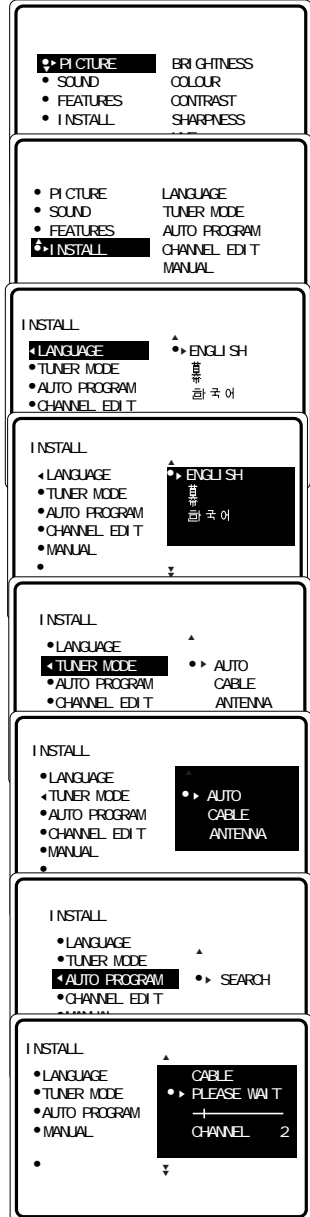 PICTURE BRIGHTNESS
SOUND COLOUR
FEATURES CONTRAST
INSTALL SHARPNESS
PICTURE LANGUAGE
SOUND TUNER MODE
FEATURES AUTO PROGRAM
INSTALL CHANNEL EDIT
MANUAL
INSTALL
LANGUAGE ENGLISH
TUNER MODE
AUTO PROGRAM 한국어
CHANNEL EDIT
INSTALL
LANGUAGE ENGLISH
TUNER MODE
AUTO PROGRAM 한국어
CHANNEL EDIT
MANUAL
INSTALL
LANGUAGE
TUNER MODE AUTO
AUTO PROGRAM CABLE
CHANNEL EDIT ANTENNA
INSTALL
LANGUAGE
TUNER MODE AUTO
AUTO PROGRAM CABLE
CHANNEL EDIT ANTENNA
MANUAL
INSTALL
LANGUAGE
TUNER MODE
AUTO PROGRAM SEARCH
CHANNEL EDIT
INSTALL
LANGUAGE CABLE
TUNER MODE PLEASE WAIT
AUTO PROGRAM
MANUAL CHANNEL 2